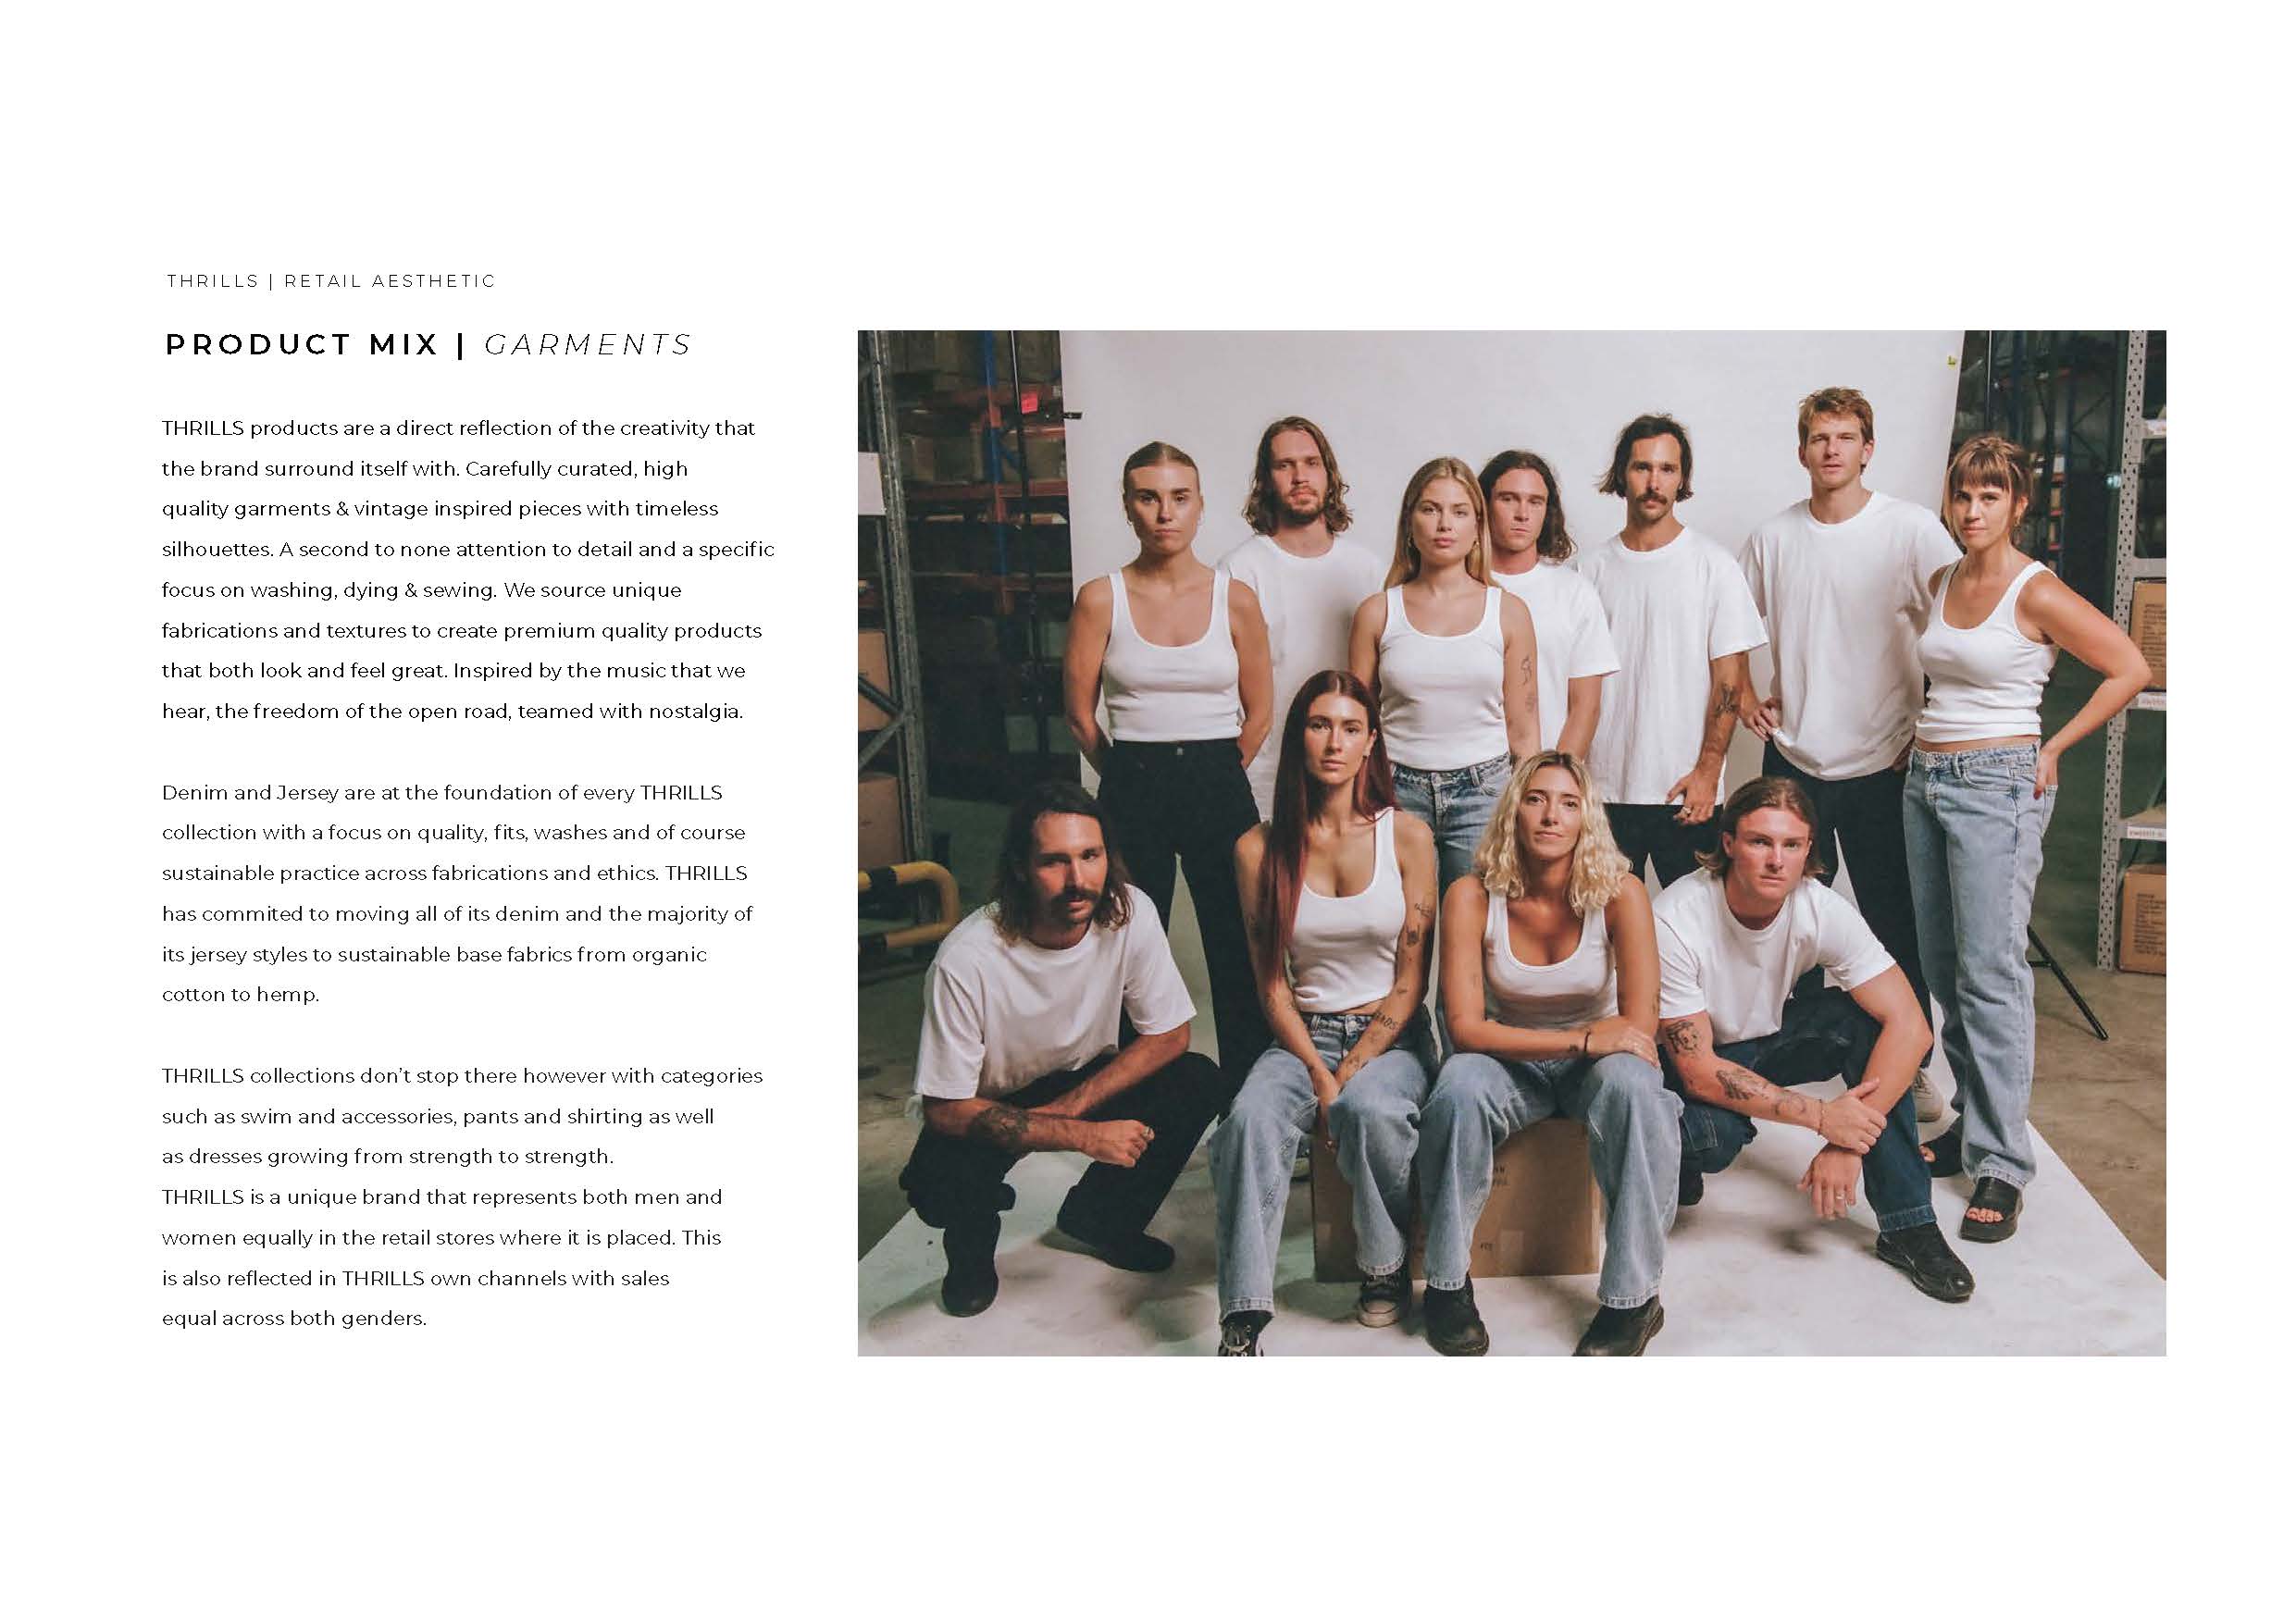 THRILLS | RETAIL AESTHETIC
PRODUCT MIX | GARMENTS
THRILLS products are a direct reflection of the creativity that
the brand surround itself with. Carefully curated, high
quality garments & vintage inspired pieces with timeless
silhouettes. A second to none attention to detail and a specific
focus on washing, dying & sewing. We source unique
fabrications and textures to create premium quality products
that both look and feel great. Inspired by the music that we
hear, the freedom of the open road, teamed with nostalgia.
Denim and Jersey are at the foundation of every THRILLS
collection with a focus on quality, fits, washes and of course
sustainable practice across fabrications and ethics. THRILLS
has commited to moving all of its denim and the majority of
its jersey styles to sustainable base fabrics from organic
cotton to hemp.
THRILLS collections don’t stop there however with categories
such as swim and accessories, pants and shirting as well
as dresses growing from strength to strength.
THRILLS is a unique brand that represents both men and
women equally in the retail stores where it is placed. This
is also reflected in THRILLS own channels with sales
equal across both genders.